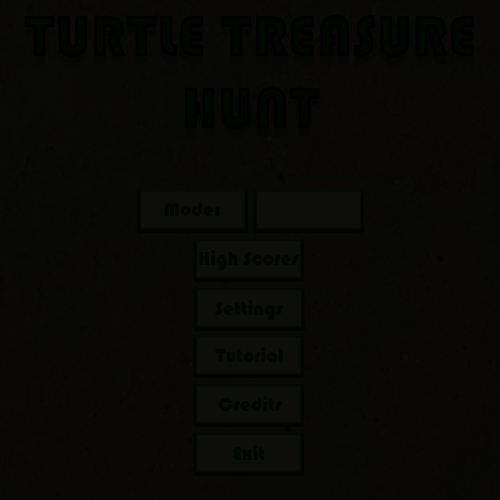 TURTLE TREASURE
HUNT
Modes
High Scores
Settings
Tutorial
Credits
Exit